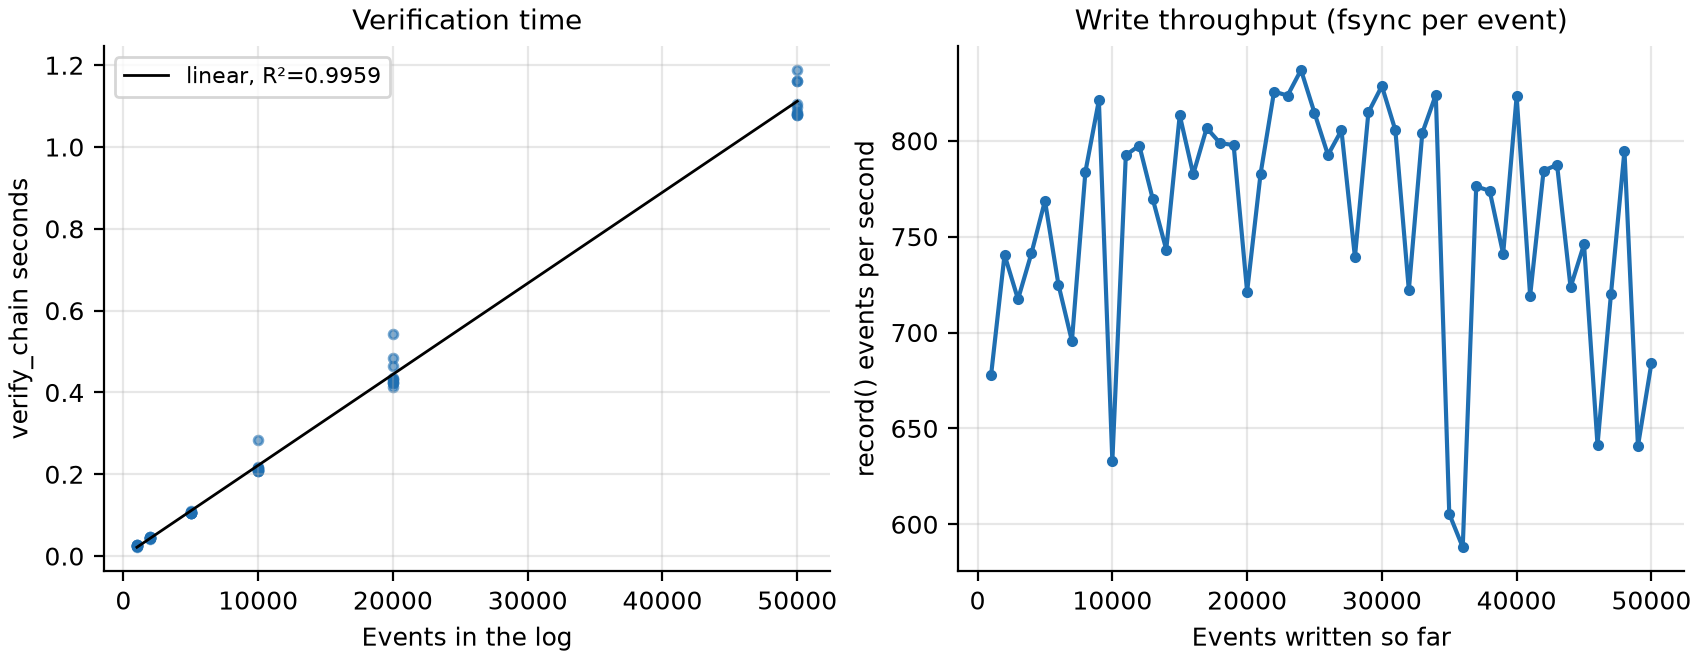 Verification time
linear, R²=0.9959
1.2
1.0
0.8
0.6
0.4
0.2
0.0
verify_chain seconds
0 10000 20000 30000 40000 50000
Events in the log
Write throughput (fsync per event)
800
750
700
650
600
record() events per second
0 10000 20000 30000 40000 50000
Events written so far